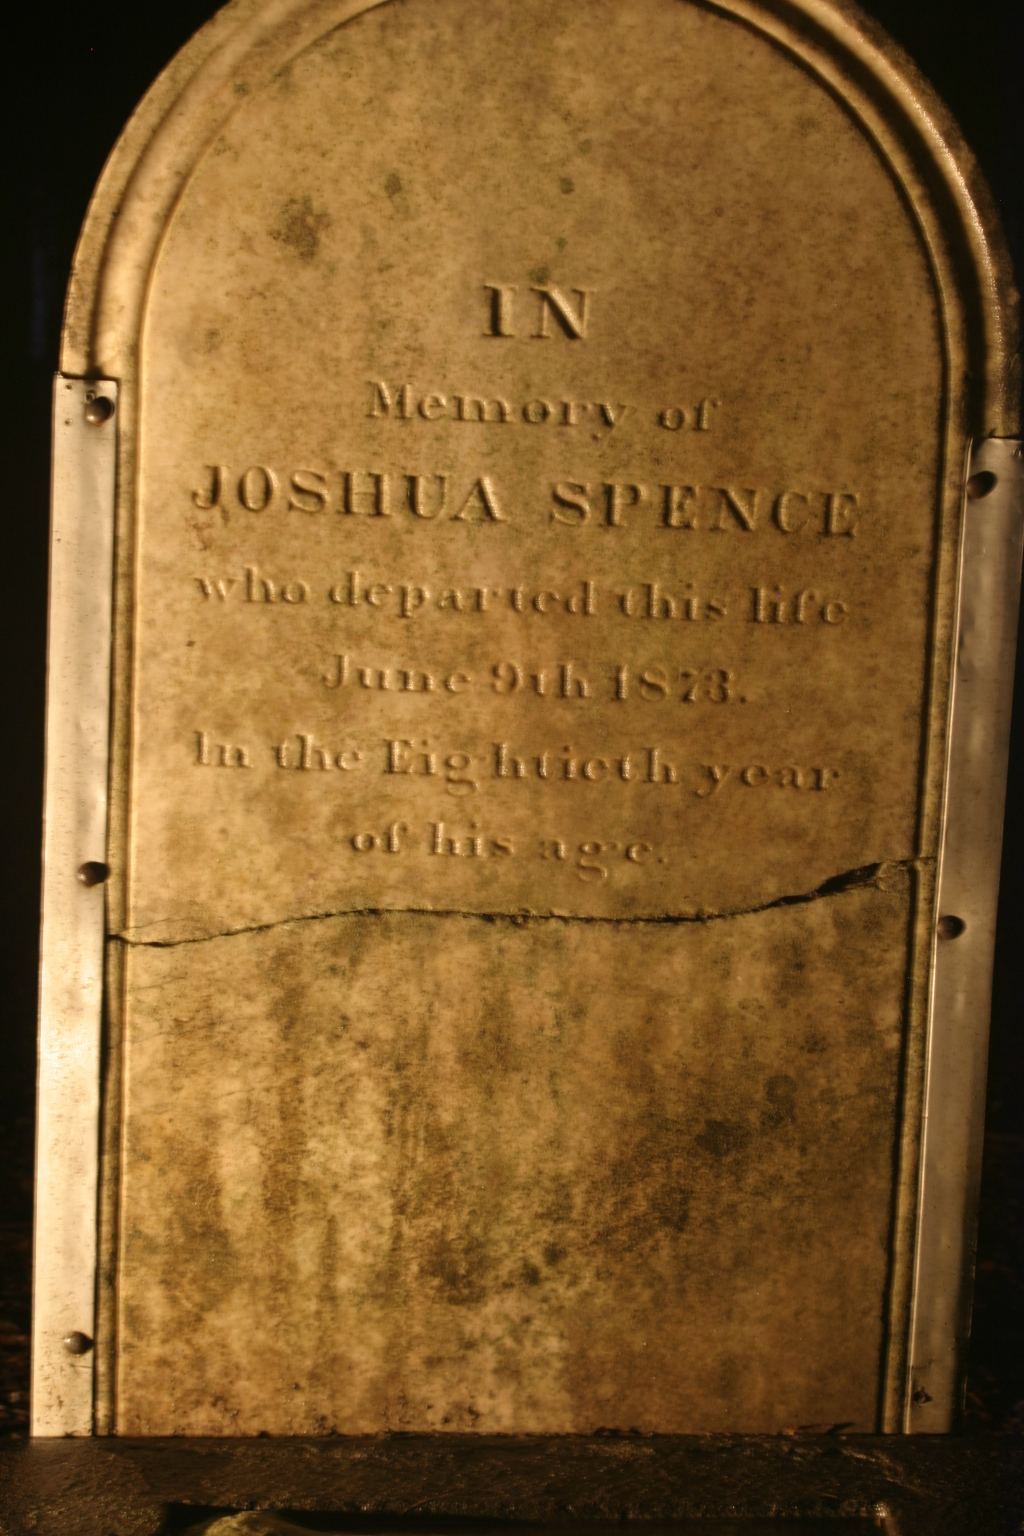 IN
Memory of
JOSHUA SPENCE
who departed this life
June 9th 1873.
In the Eightieth year
of his age.